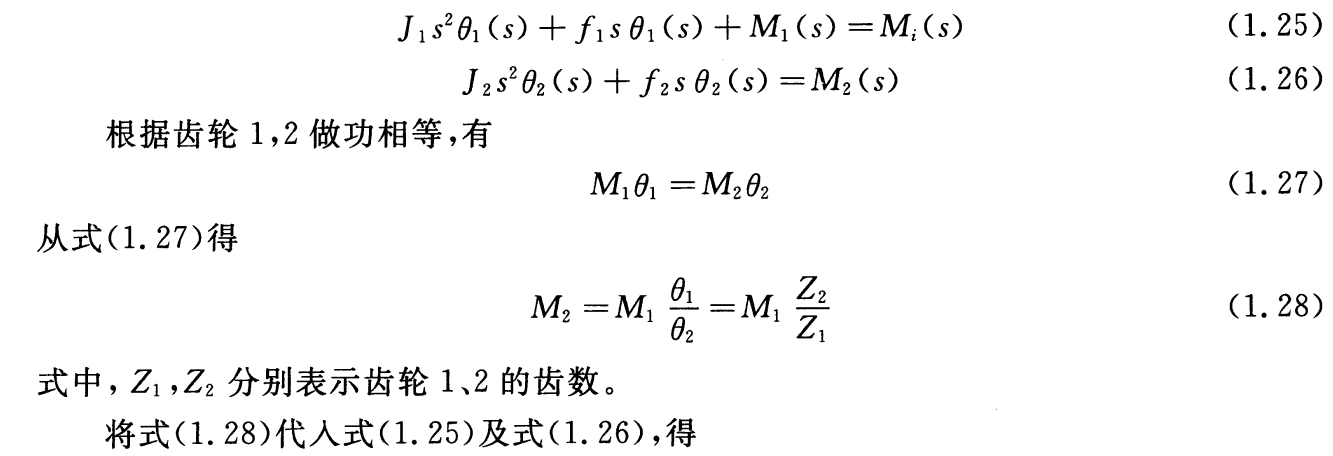 J₁s²θ₁(s)+f₁sθ₁(s)+M₁(s)=Mᵢ(s) (1.25)
J₂s²θ₂(s)+f₂sθ₂(s)=M₂(s) (1.26)
根据齿轮 1,2 做功相等,有
M₁θ₁=M₂θ₂ (1.27)
从式(1.27)得
M₂=M₁ θ₁/θ₂=M₁ Z₂/Z₁ (1.28)
式中, Z₁,Z₂ 分别表示齿轮 1、2 的齿数。
将式(1.28)代入式(1.25)及式(1.26),得